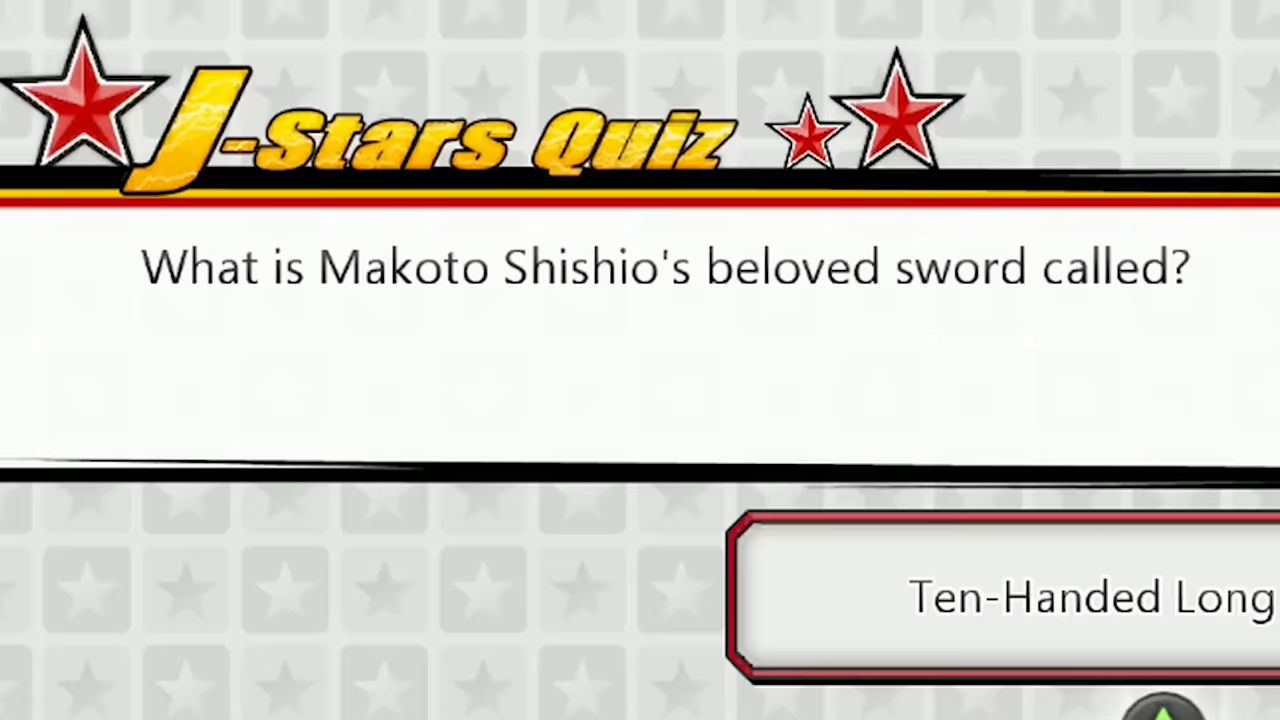 J-Stars Quiz
What is Makoto Shishio's beloved sword called?
Ten-Handed Long